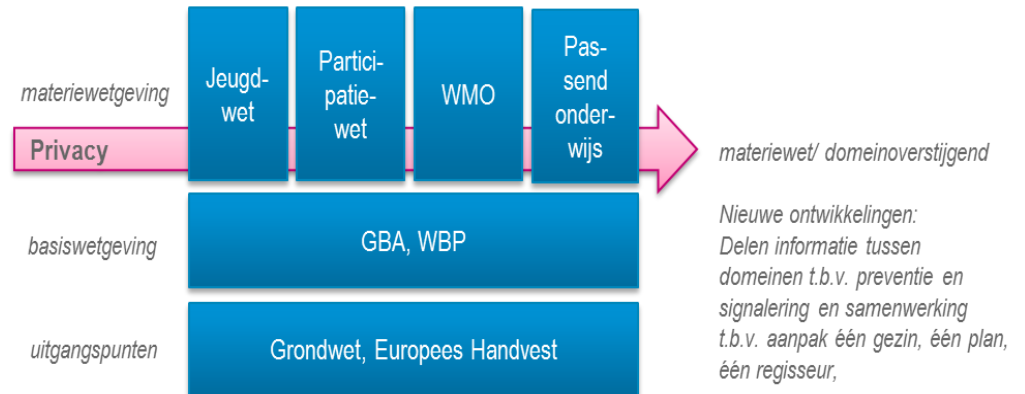 materiewetgeving
Jeugd-
wet
Partici-
patie-
wet
WMO
Pas-
send
onder-
wijs
Privacy
materiewet/ domeinoverstijgend
basiswetgeving
GBA, WBP
uitgangspunten
Grondwet, Europees Handvest
Nieuwe ontwikkelingen:
Delen informatie tussen
domeinen t.b.v. preventie en
signalering en samenwerking
t.b.v. aanpak één gezin, één plan,
één regisseur,